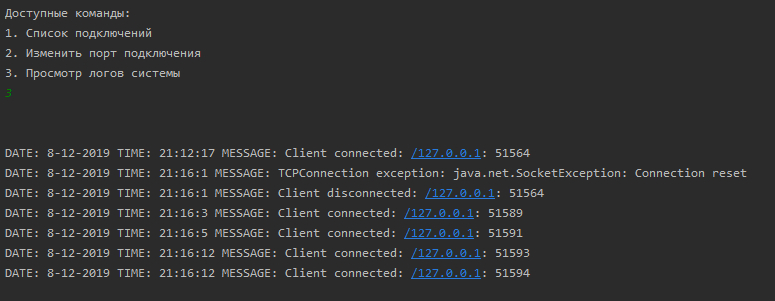 Доступные команды:
1. Список подключений
2. Изменить порт подключения
3. Просмотр логов системы
3
DATE: 8-12-2019 TIME: 21:12:17 MESSAGE: Client connected: /127.0.0.1: 51564
DATE: 8-12-2019 TIME: 21:16:1 MESSAGE: TCPConnection exception: java.net.SocketException: Connection reset
DATE: 8-12-2019 TIME: 21:16:1 MESSAGE: Client disconnected: /127.0.0.1: 51564
DATE: 8-12-2019 TIME: 21:16:3 MESSAGE: Client connected: /127.0.0.1: 51589
DATE: 8-12-2019 TIME: 21:16:5 MESSAGE: Client connected: /127.0.0.1: 51591
DATE: 8-12-2019 TIME: 21:16:12 MESSAGE: Client connected: /127.0.0.1: 51593
DATE: 8-12-2019 TIME: 21:16:12 MESSAGE: Client connected: /127.0.0.1: 51594